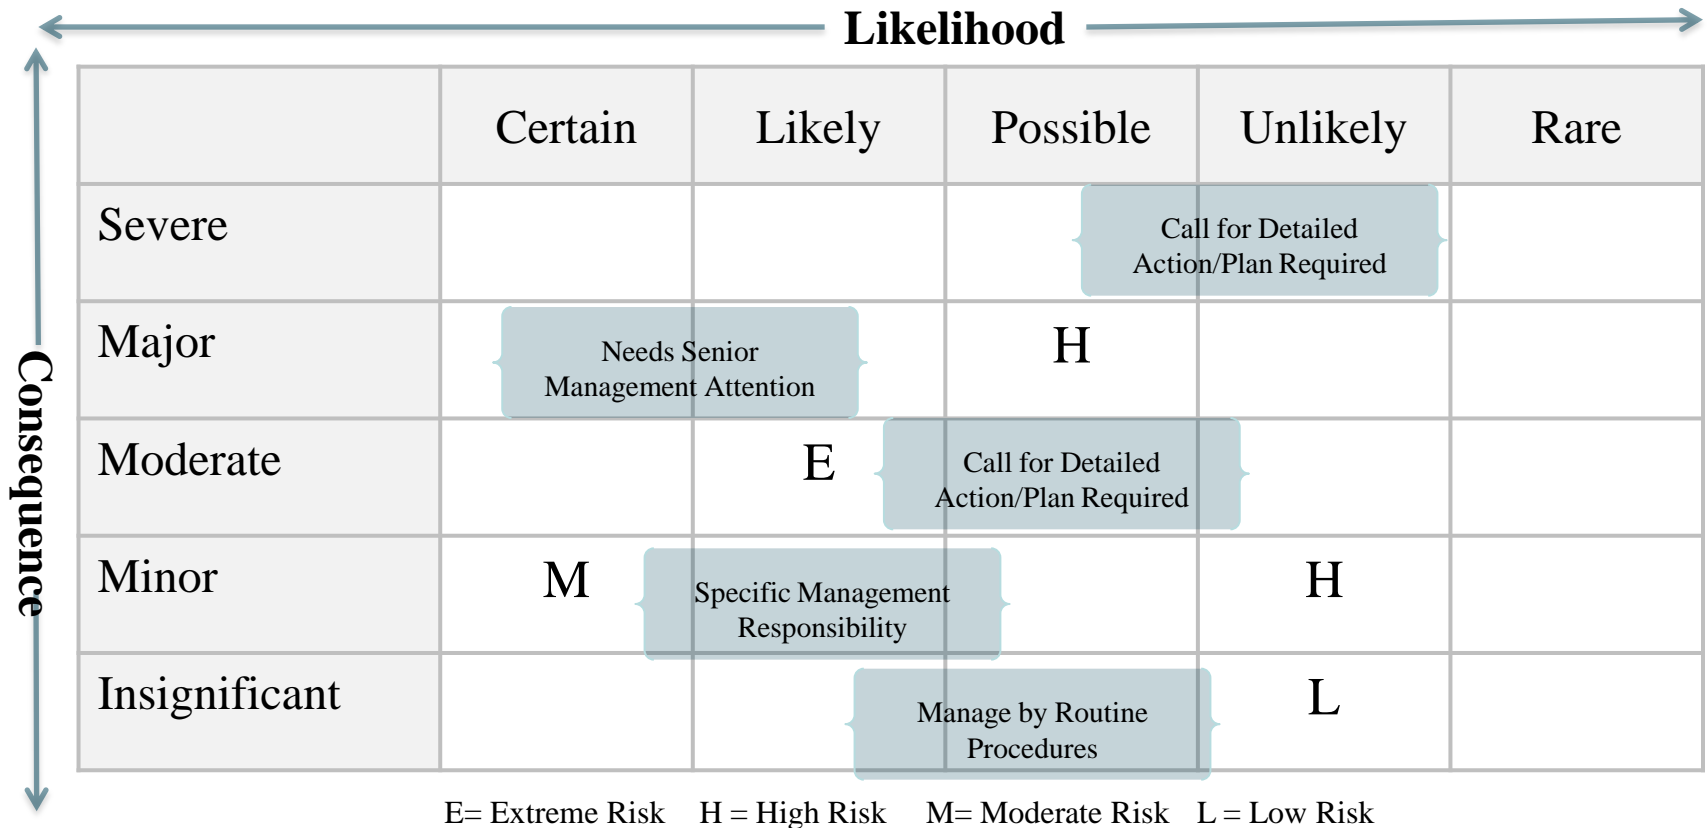 Likelihood
Certain Likely Possible Unlikely Rare
Severe
Call for Detailed
Action/Plan Required
Major
Needs Senior
Management Attention
H
Consequence
Moderate
E
Call for Detailed
Action/Plan Required
Minor
M
Specific Management
Responsibility
H
Insignificant
Manage by Routine
Procedures
L
E= Extreme Risk H = High Risk M= Moderate Risk L = Low Risk